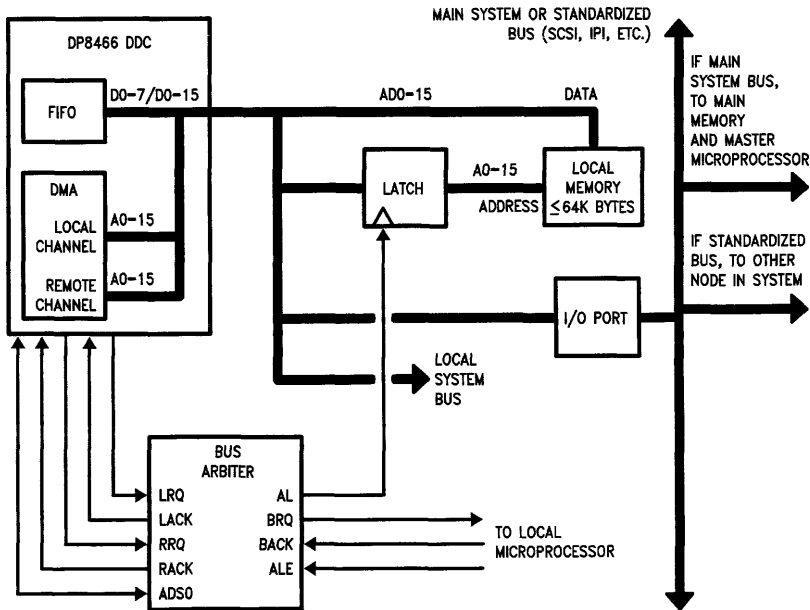 DP8466 DDC
MAIN SYSTEM OR STANDARDIZED
BUS (SCSI, IPI, ETC.)
FIFO
D0-7/D0-15
AD0-15
DATA
IF MAIN
SYSTEM BUS,
TO MAIN
MEMORY
AND MASTER
MICROPROCESSOR
DMA
LOCAL
CHANNEL
A0-15
REMOTE
CHANNEL
A0-15
LATCH
A0-15
ADDRESS
LOCAL
MEMORY
≤64K BYTES
IF STANDARDIZED
BUS, TO OTHER
NODE IN SYSTEM
I/O PORT
LOCAL
SYSTEM
BUS
BUS
ARBITER
LRQ
LACK
RRQ
RACK
ADS0
AL
BRQ
BACK
ALE
TO LOCAL
MICROPROCESSOR